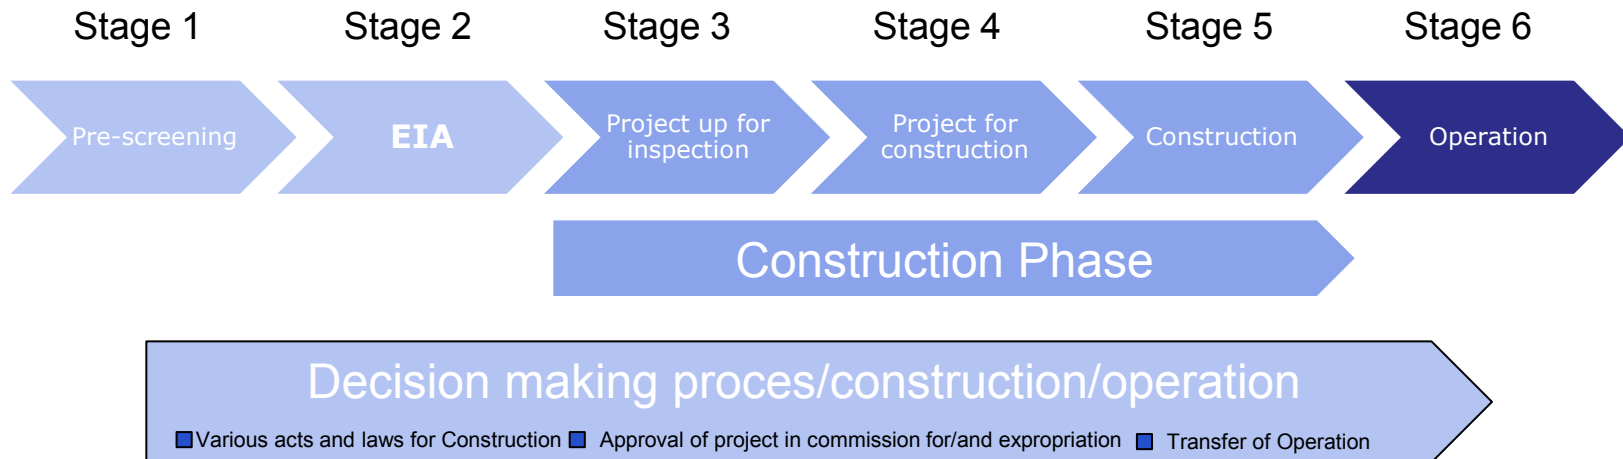 Stage 1 Stage 2 Stage 3 Stage 4 Stage 5 Stage 6
Pre-screening
EIA
Project up for
inspection
Project for
construction
Construction
Operation
Construction Phase
Decision making proces/construction/operation
Various acts and laws for Construction Approval of project in commission for/and expropriation Transfer of Operation